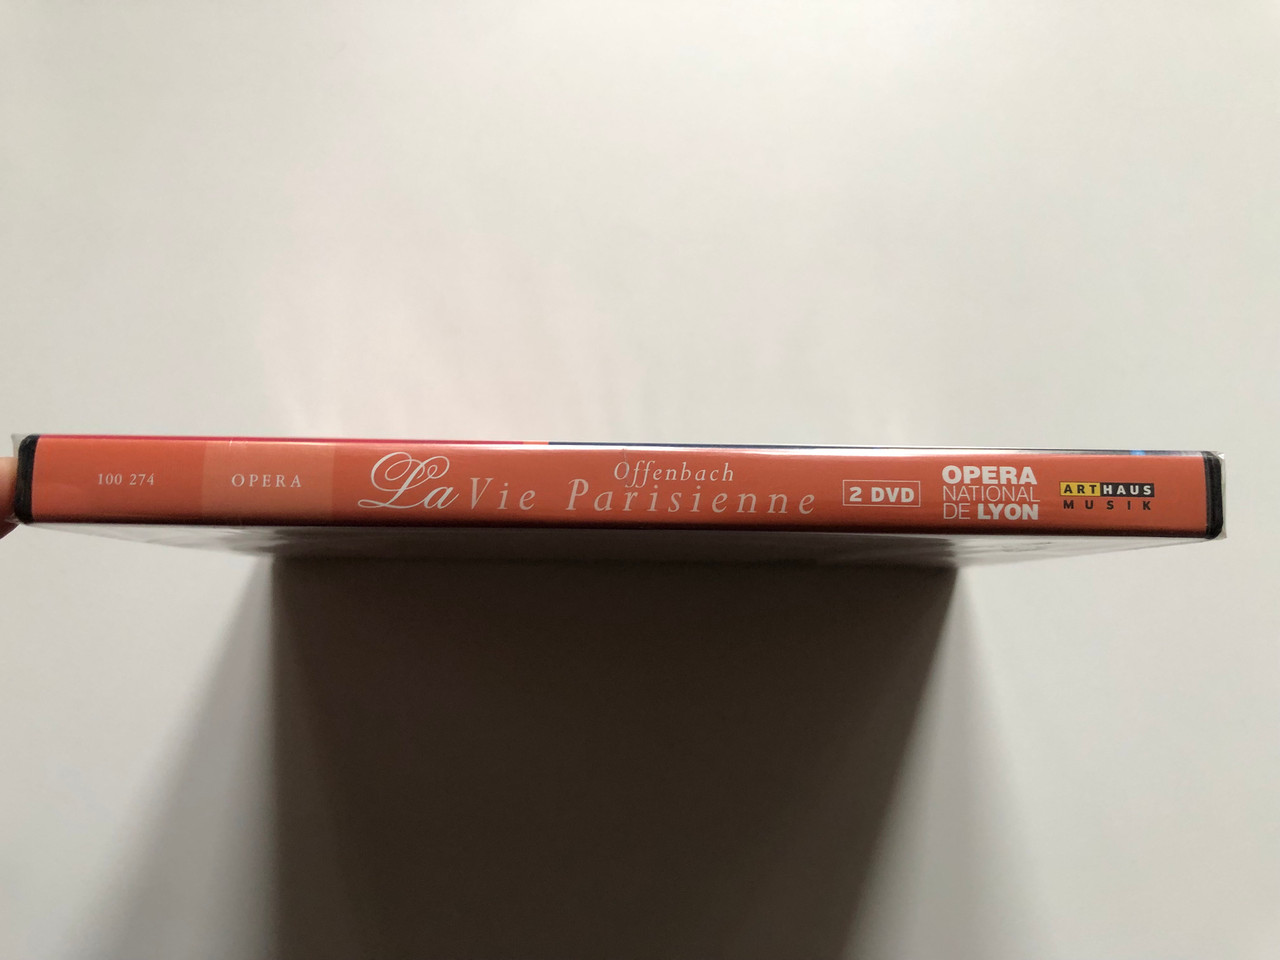 100 274
OPERA
Offenbach
La Vie Parisienne
2 DVD
OPERA
NATIONAL
DE LYON
ARTHAUS
MUSIK